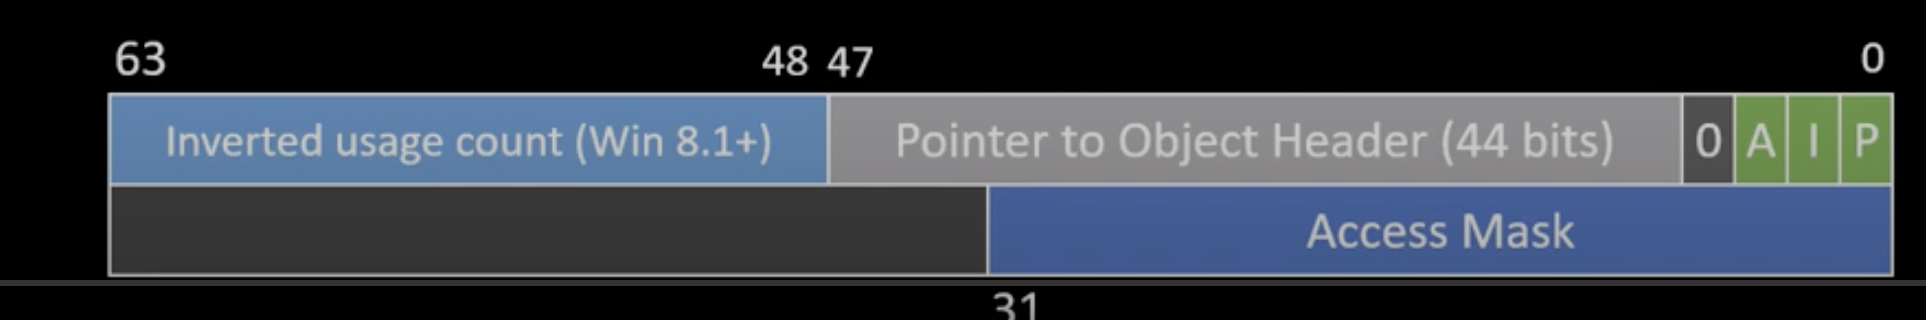 63 48 47 0
Inverted usage count (Win 8.1+) Pointer to Object Header (44 bits) 0 A I P
Access Mask
31